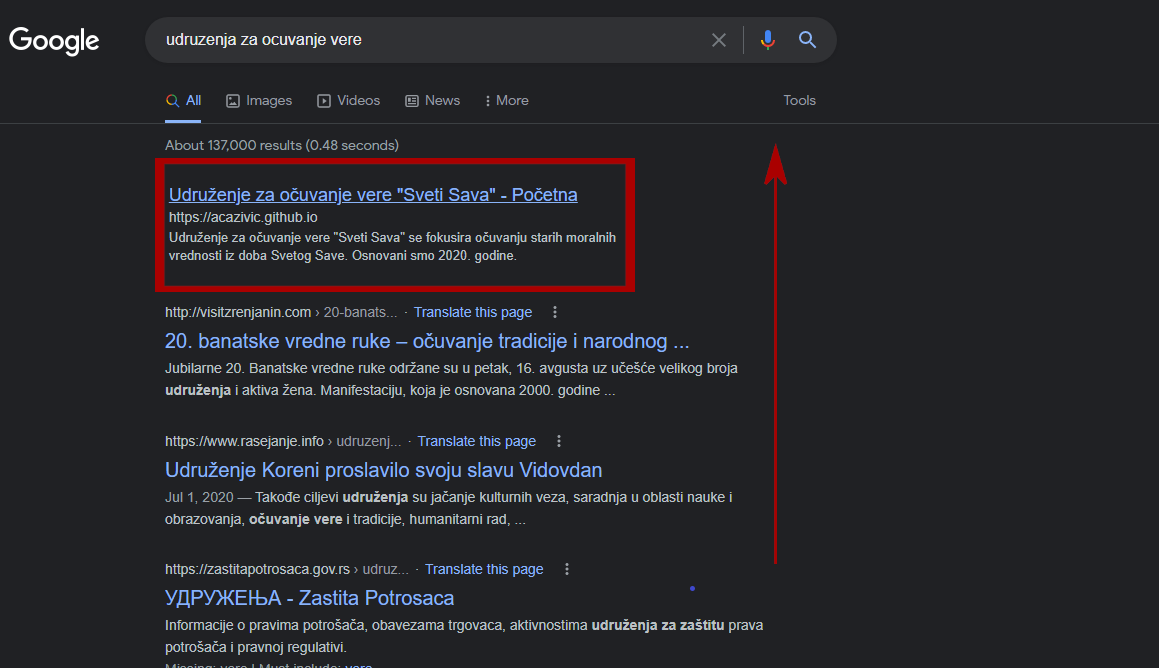 Google
udruzenja za ocuvanje vere
All Images Videos News More Tools
About 137,000 results (0.48 seconds)
Udruženje za očuvanje vere "Sveti Sava" - Početna
https://acazivic.github.io
Udruženje za očuvanje vere "Sveti Sava" se fokusira očuvanju starih moralnih
vrednosti iz doba Svetog Save. Osnovani smo 2020. godine.
http://visitzrenjanin.com › 20-banats... · Translate this page
20. banatske vredne ruke – očuvanje tradicije i narodnog ...
Jubilarne 20. Banatske vredne ruke održane su u petak, 16. avgusta uz učešće velikog broja
udruženja i aktiva žena. Manifestaciju, koja je osnovana 2000. godine ...
https://www.rasejanje.info › udruzenj... · Translate this page
Udruženje Koreni proslavilo svoju slavu Vidovdan
Jul 1, 2020 — Takođe ciljevi udruženja su jačanje kulturnih veza, saradnja u oblasti nauke i
obrazovanja, očuvanje vere i tradicije, humanitarni rad, ...
https://zastitapotrosaca.gov.rs › udruz... · Translate this page
УДРУЖЕЊА - Zastita Potrosaca
Informacije o pravima potrošača, obavezama trgovaca, aktivnostima udruženja za zaštitu prava
potrošača i pravnoj regulativi.
Missing: vere | Must include: vere